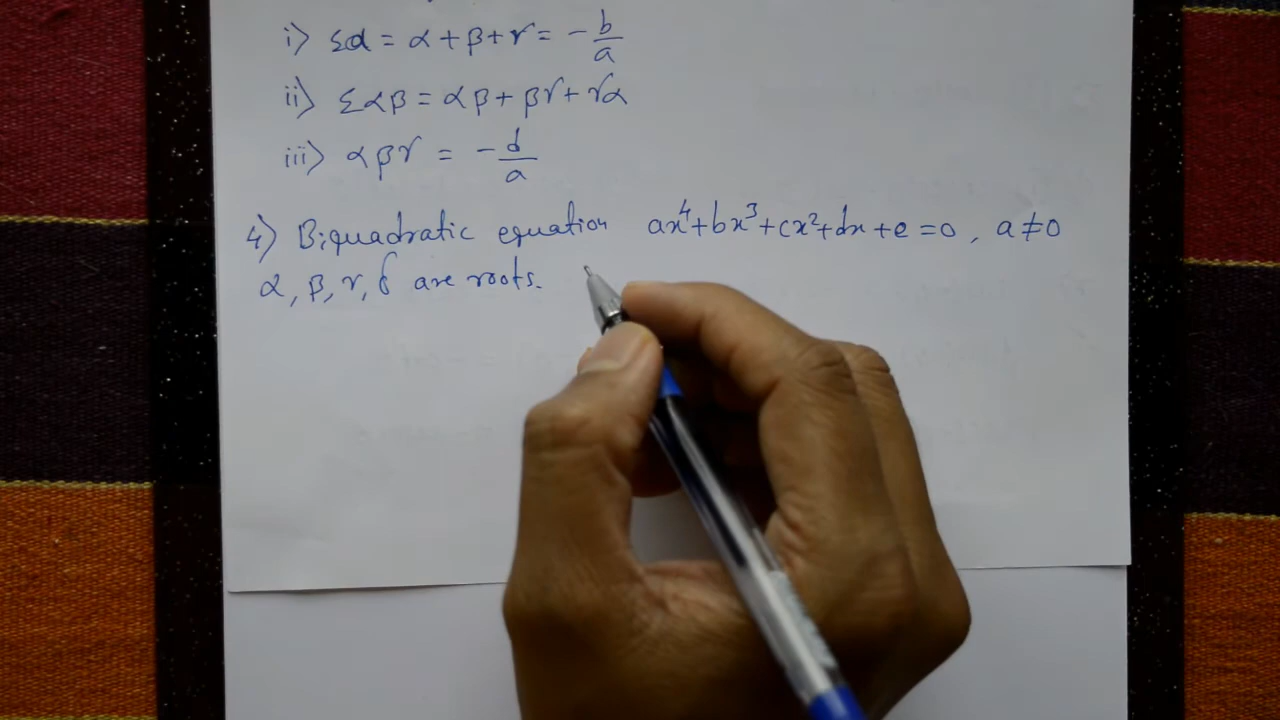 i) Σα = α + β + γ = - b/a
ii) Σαβ = αβ + βγ + γα
iii) αβγ = - d/a
4) Biquadratic equation ax⁴+bx³+cx²+dx+e=0, a≠0
α, β, γ, δ are roots.